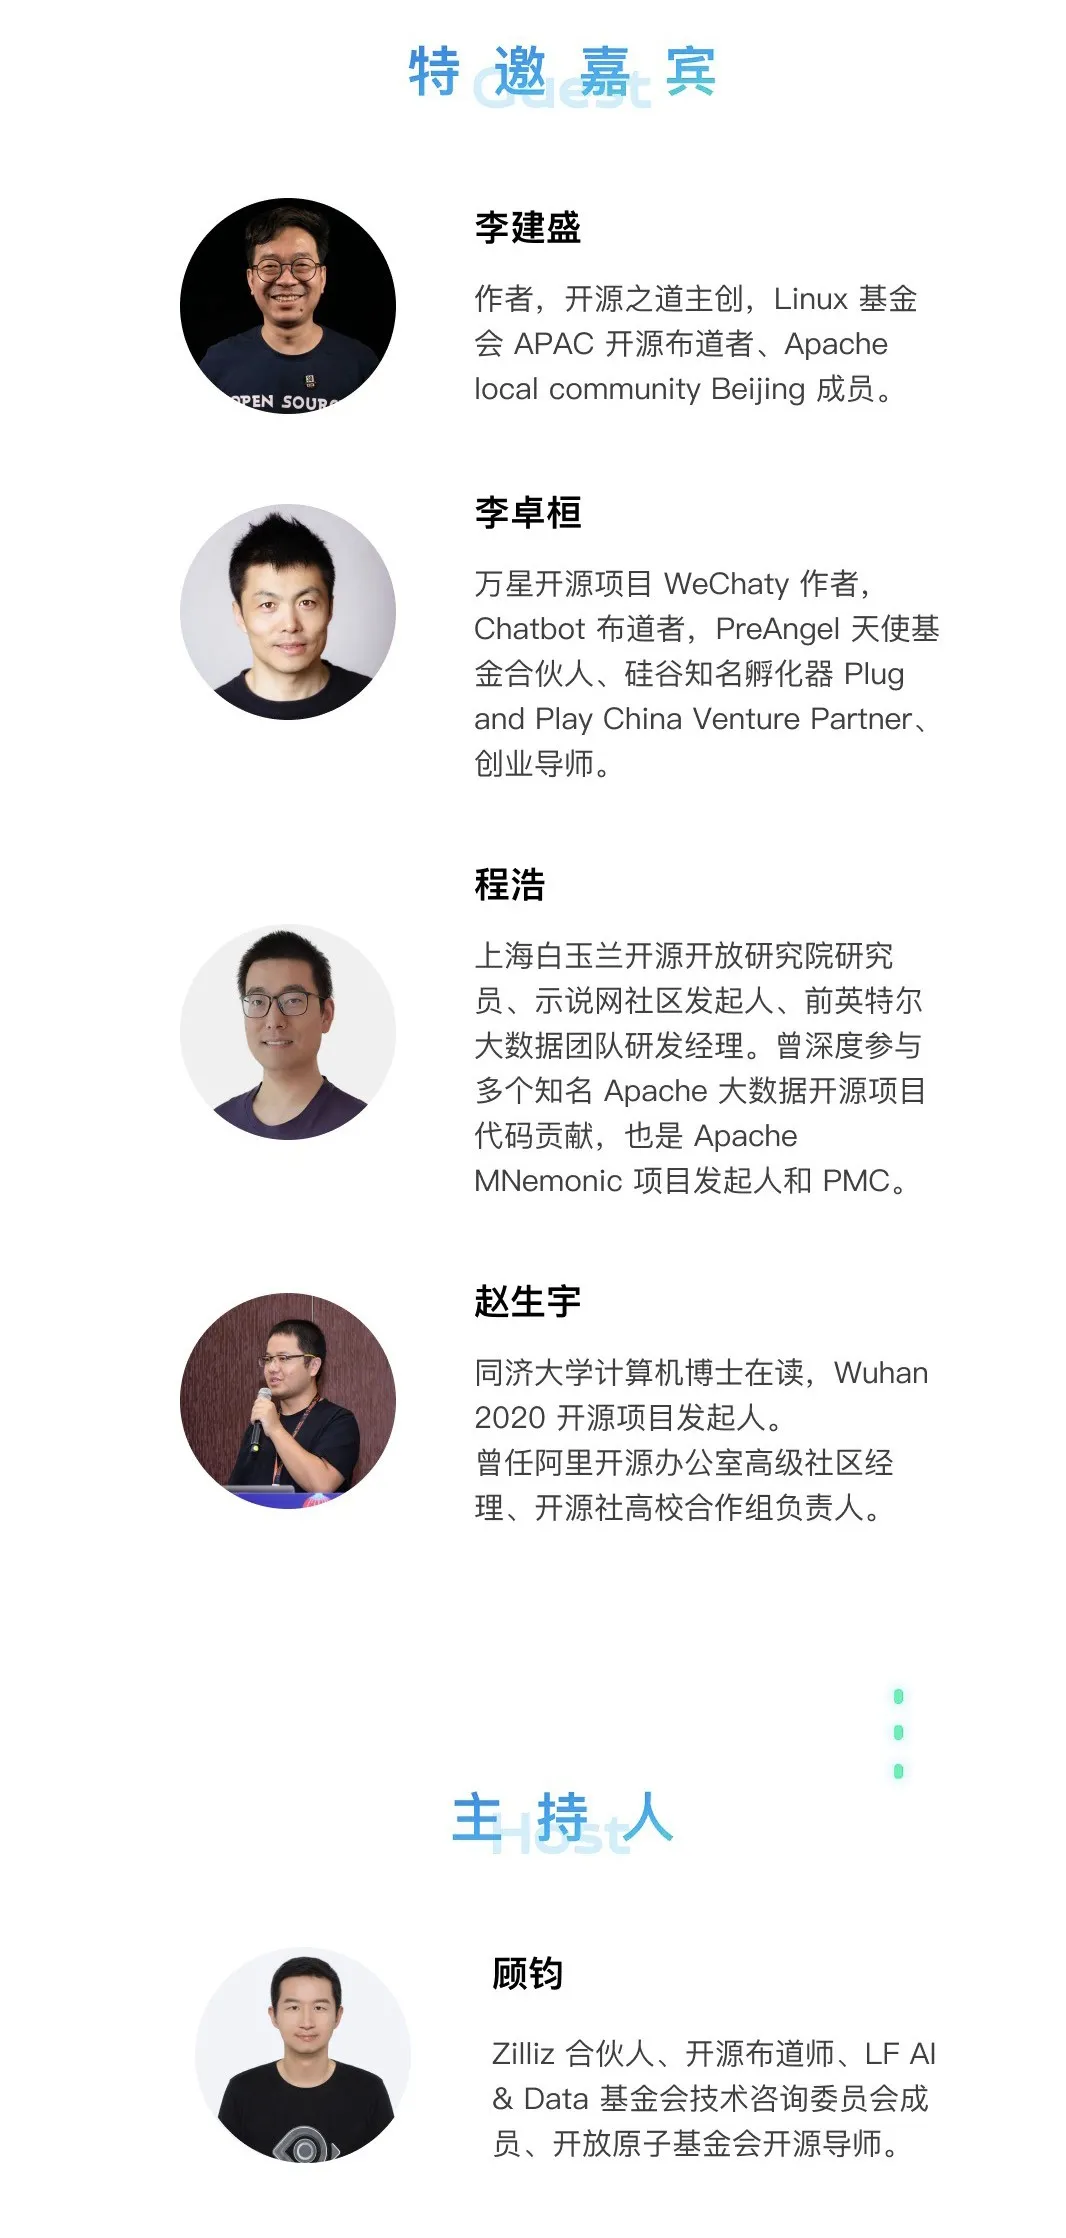 特邀嘉宾
Guest
李建盛
作者，开源之道主创，Linux 基金
会 APAC 开源布道者、Apache
local community Beijing 成员。
OPEN SOURC
李卓桓
万星开源项目 WeChaty 作者，
Chatbot 布道者，PreAngel 天使基
金合伙人、硅谷知名孵化器 Plug
and Play China Venture Partner、
创业导师。
程浩
上海白玉兰开源开放研究院研究
员、示说网社区发起人、前英特尔
大数据团队研发经理。曾深度参与
多个知名 Apache 大数据开源项目
代码贡献，也是 Apache
MNemonic 项目发起人和 PMC。
赵生宇
同济大学计算机博士在读，Wuhan
2020 开源项目发起人。
曾任阿里开源办公室高级社区经
理、开源社高校合作组负责人。
主持人
Host
顾钧
Zilliz 合伙人、开源布道师、LF AI
& Data 基金会技术咨询委员会成
员、开放原子基金会开源导师。